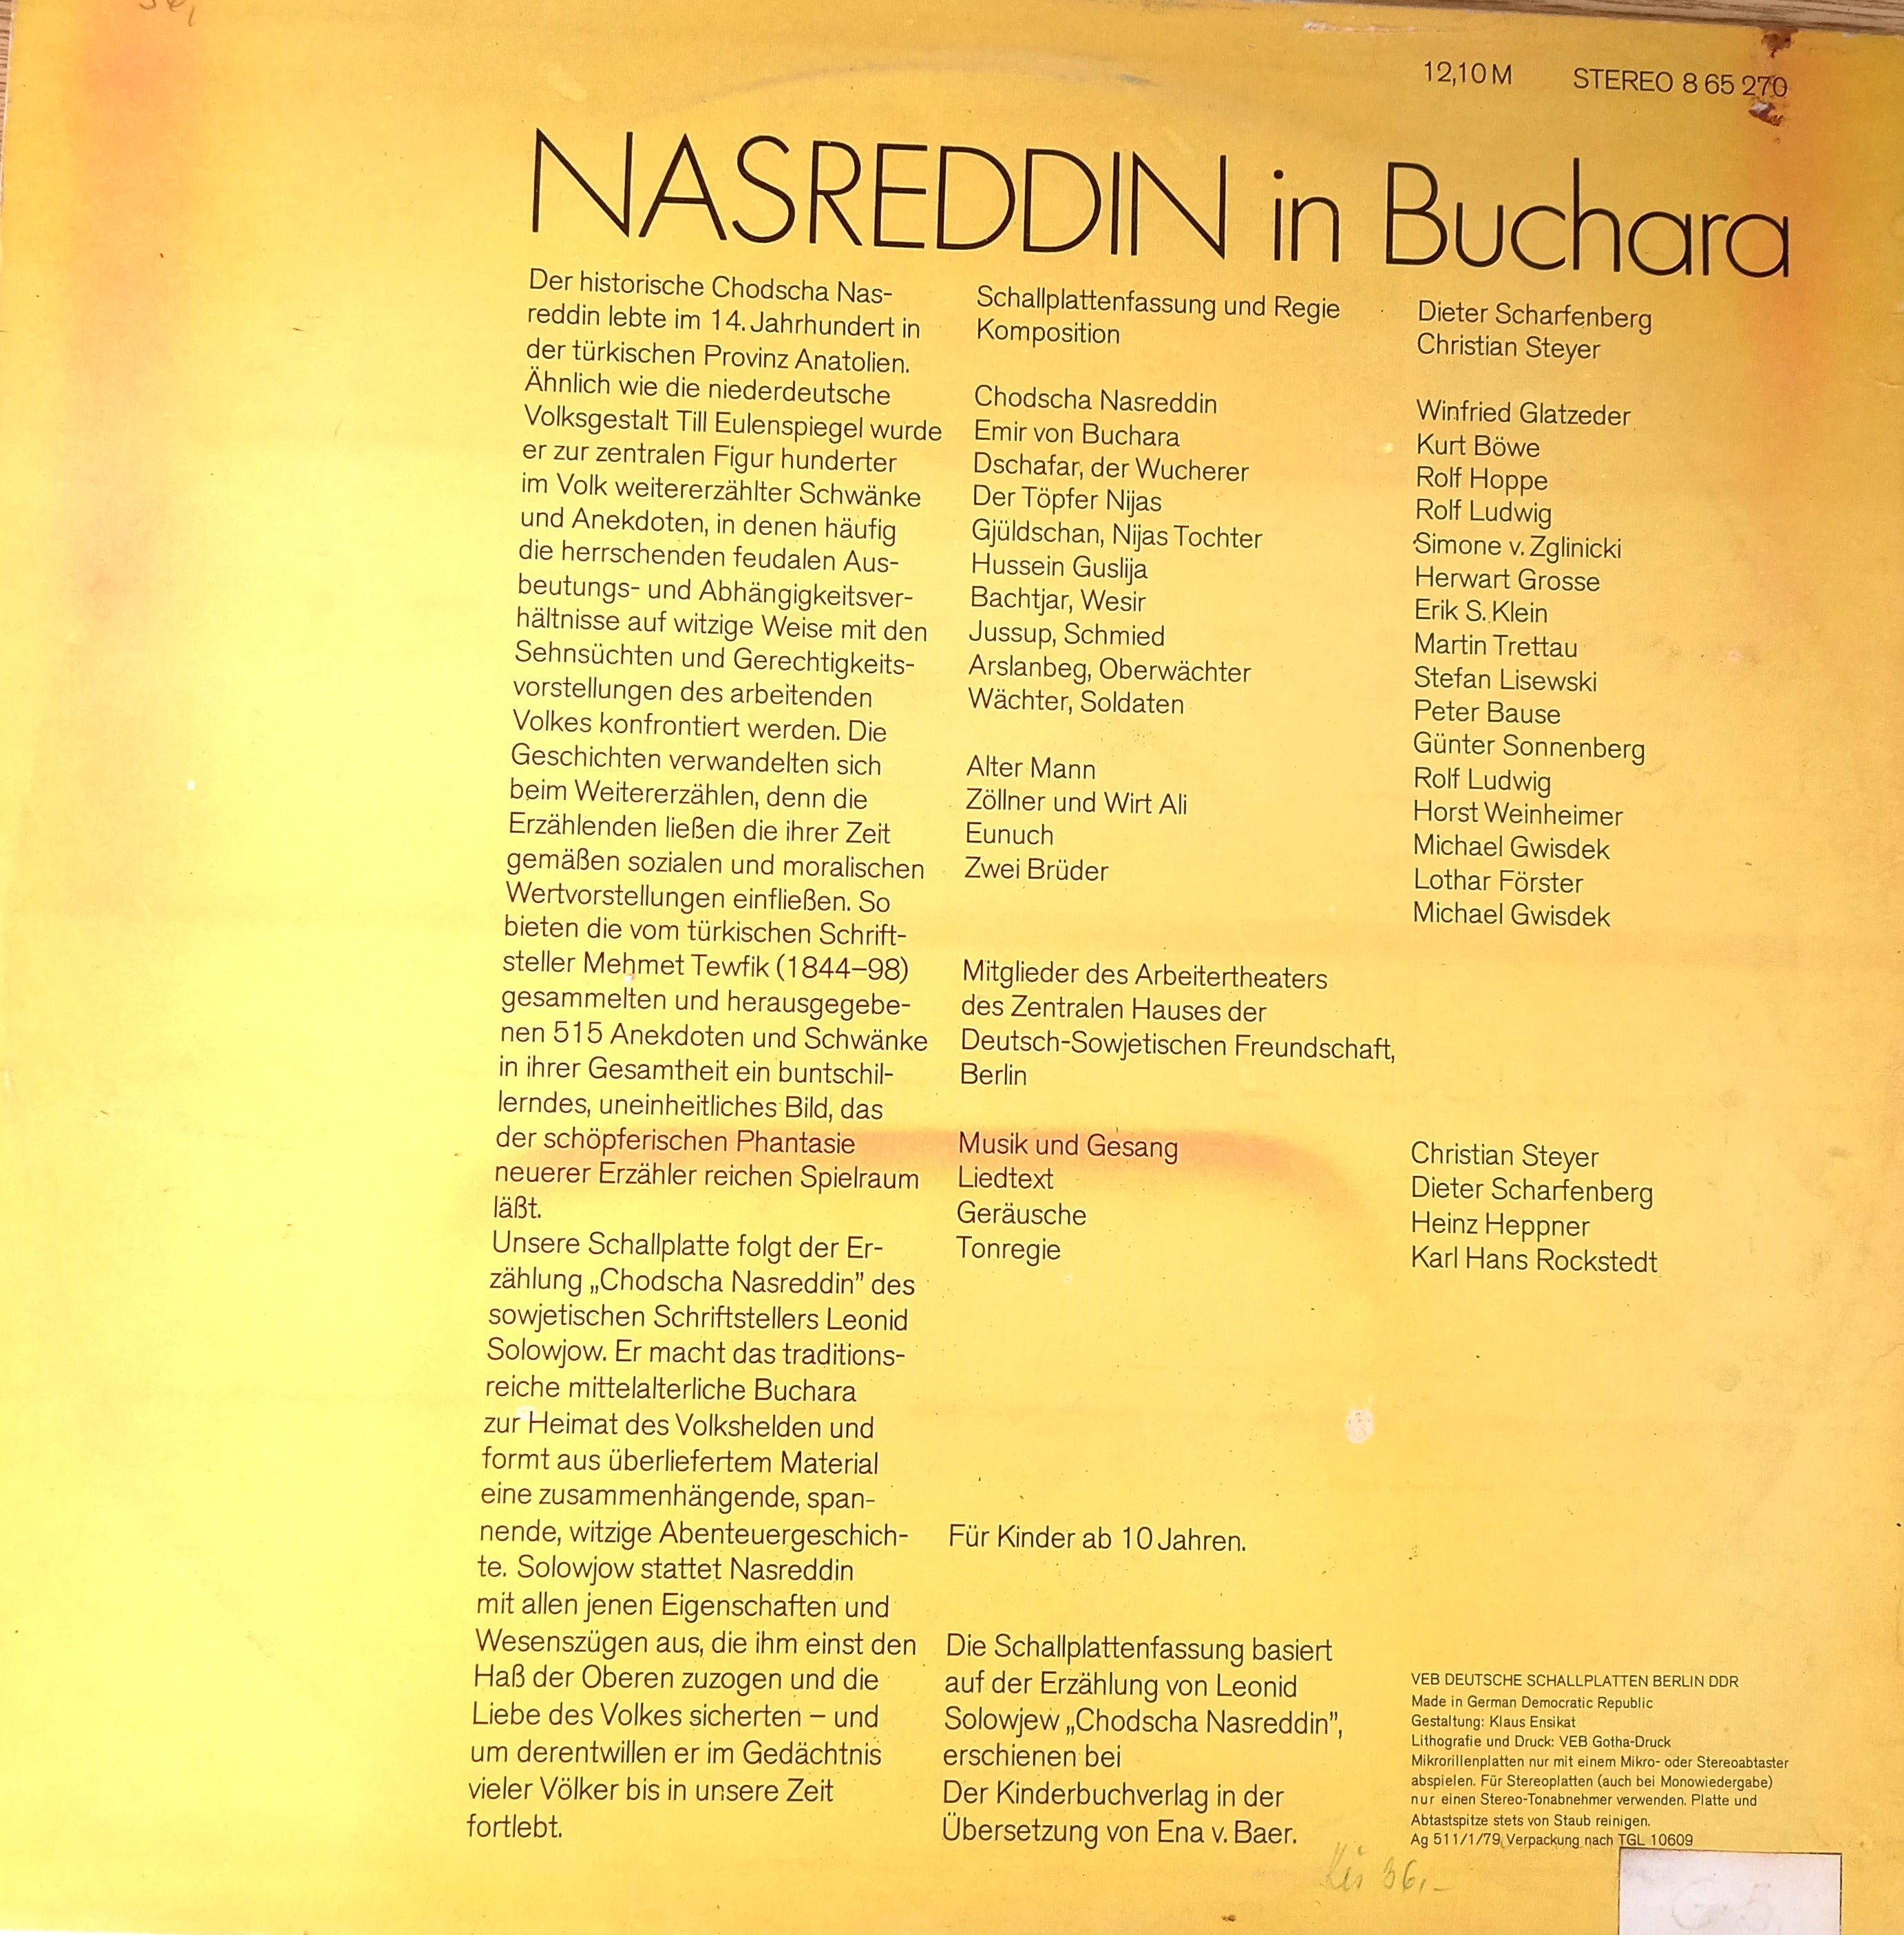 12,10 M STEREO 8 65 270
NASREDDIN in Buchara
Der historische Chodscha Nas-
reddin lebte im 14. Jahrhundert in
der türkischen Provinz Anatolien.
Ähnlich wie die niederdeutsche
Volksgestalt Till Eulenspiegel wurde
er zur zentralen Figur hunderter
im Volk weitererzählter Schwänke
und Anekdoten, in denen häufig
die herrschenden feudalen Aus-
beutungs- und Abhängigkeitsver-
hältnisse auf witzige Weise mit den
Sehnsüchten und Gerechtigkeits-
vorstellungen des arbeitenden
Volkes konfrontiert werden. Die
Geschichten verwandelten sich
beim Weitererzählen, denn die
Erzählenden ließen die ihrer Zeit
gemäßen sozialen und moralischen
Wertvorstellungen einfließen. So
bieten die vom türkischen Schrift-
steller Mehmet Tewfik (1844–98)
gesammelten und herausgegebe-
nen 515 Anekdoten und Schwänke
in ihrer Gesamtheit ein buntschil-
lerndes, uneinheitliches Bild, das
der schöpferischen Phantasie
neuerer Erzähler reichen Spielraum
läßt.
Unsere Schallplatte folgt der Er-
zählung „Chodscha Nasreddin” des
sowjetischen Schriftstellers Leonid
Solowjow. Er macht das traditions-
reiche mittelalterliche Buchara
zur Heimat des Volkshelden und
formt aus überliefertem Material
eine zusammenhängende, span-
nende, witzige Abenteuergeschich-
te. Solowjow stattet Nasreddin
mit allen jenen Eigenschaften und
Wesenszügen aus, die ihm einst den
Haß der Oberen zuzogen und die
Liebe des Volkes sicherten – und
um derentwillen er im Gedächtnis
vieler Völker bis in unsere Zeit
fortlebt.
Schallplattenfassung und Regie Dieter Scharfenberg
Komposition Christian Steyer
Chodscha Nasreddin Winfried Glatzeder
Emir von Buchara Kurt Böwe
Dschafar, der Wucherer Rolf Hoppe
Der Töpfer Nijas Rolf Ludwig
Gjüldschan, Nijas Tochter Simone v. Zglinicki
Hussein Guslija Herwart Grosse
Bachtjar, Wesir Erik S. Klein
Jussup, Schmied Martin Trettau
Arslanbeg, Oberwächter Stefan Lisewski
Wächter, Soldaten Peter Bause
Günter Sonnenberg
Alter Mann Rolf Ludwig
Zöllner und Wirt Ali Horst Weinheimer
Eunuch Michael Gwisdek
Zwei Brüder Lothar Förster
Michael Gwisdek
Mitglieder des Arbeitertheaters
des Zentralen Hauses der
Deutsch-Sowjetischen Freundschaft,
Berlin
Musik und Gesang Christian Steyer
Liedtext Dieter Scharfenberg
Geräusche Heinz Heppner
Tonregie Karl Hans Rockstedt
Für Kinder ab 10 Jahren.
Die Schallplattenfassung basiert
auf der Erzählung von Leonid
Solowjew „Chodscha Nasreddin”,
erschienen bei
Der Kinderbuchverlag in der
Übersetzung von Ena v. Baer.
VEB DEUTSCHE SCHALLPLATTEN BERLIN DDR
Made in German Democratic Republic
Gestaltung: Klaus Ensikat
Lithografie und Druck: VEB Gotha-Druck
Mikrorillenplatten nur mit einem Mikro- oder Stereoabtaster
abspielen. Für Stereoplatten (auch bei Monowiedergabe)
nur einen Stereo-Tonabnehmer verwenden. Platte und
Abtastspitze stets von Staub reinigen.
Ag 511/1/79 Verpackung nach TGL 10609
36,–